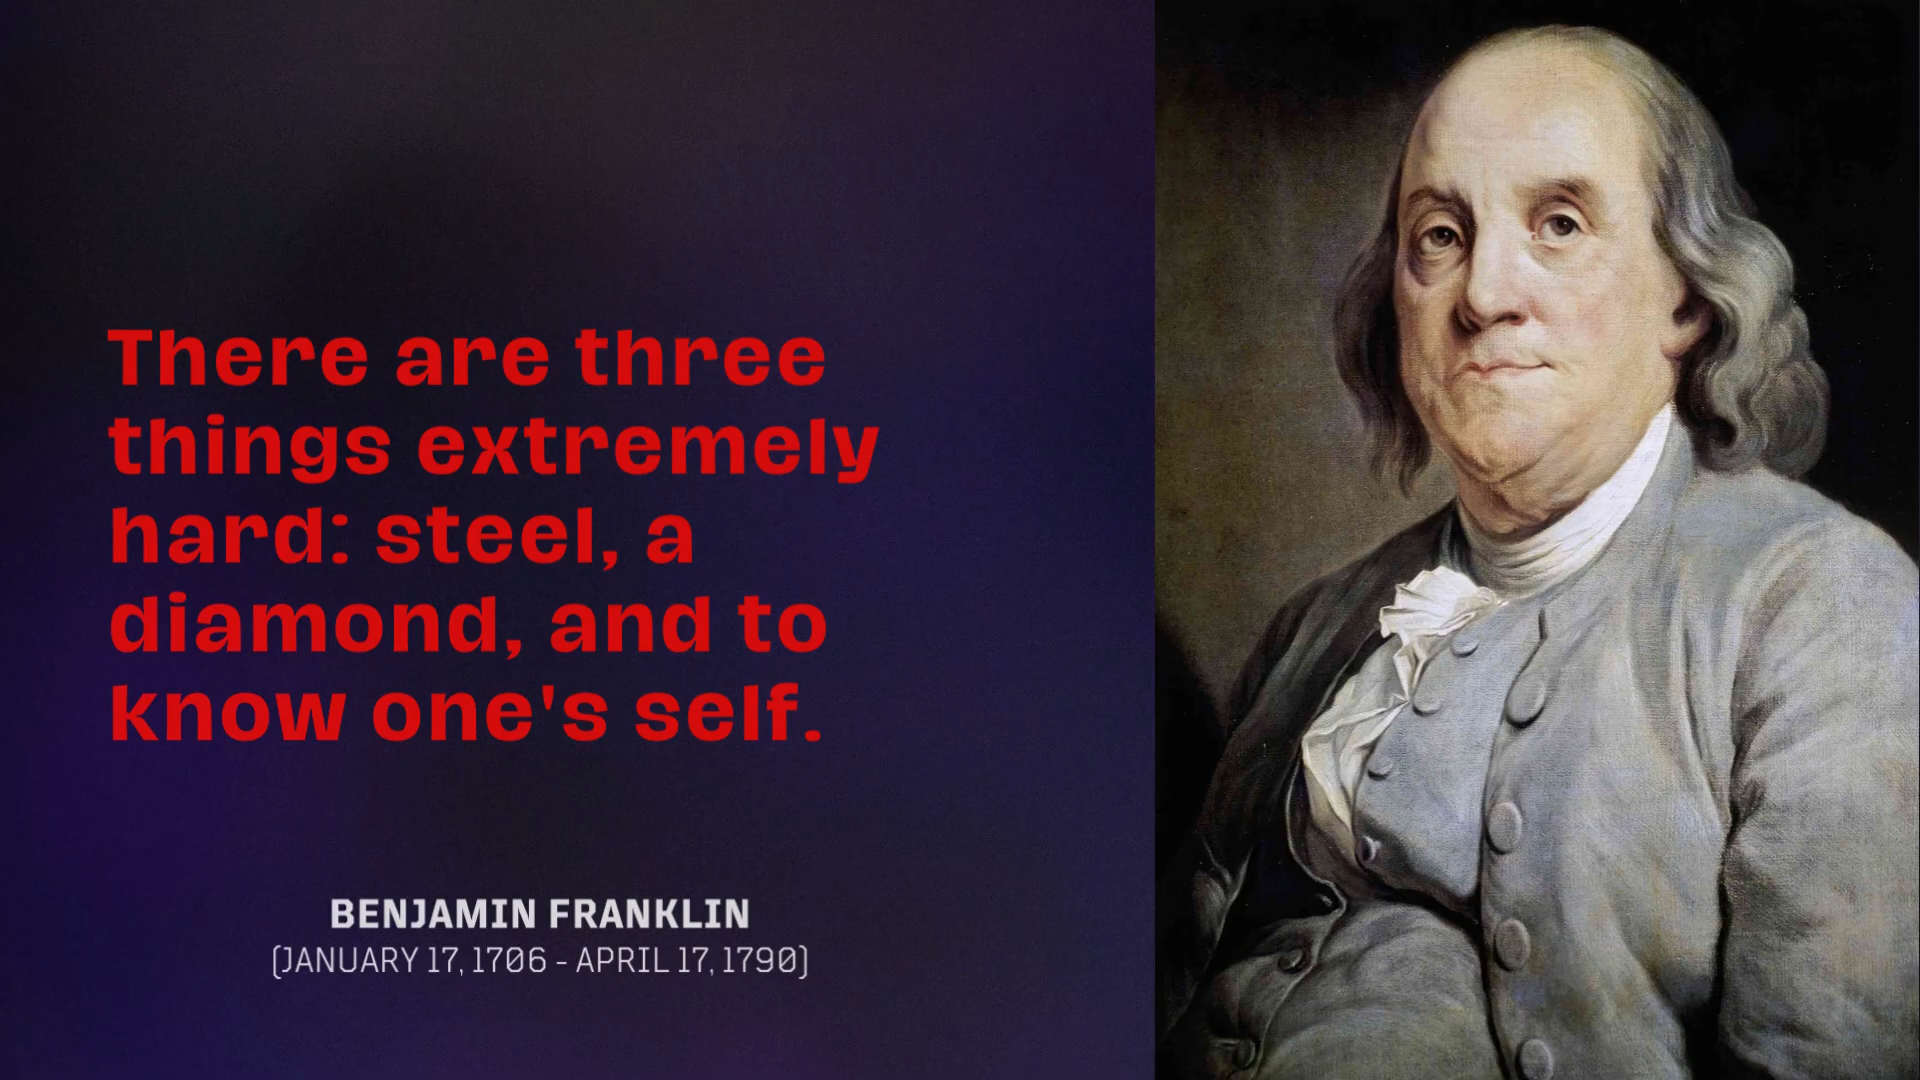 There are three
things extremely
hard: steel, a
diamond, and to
know one's self.
BENJAMIN FRANKLIN
(JANUARY 17, 1706 - APRIL 17, 1790)